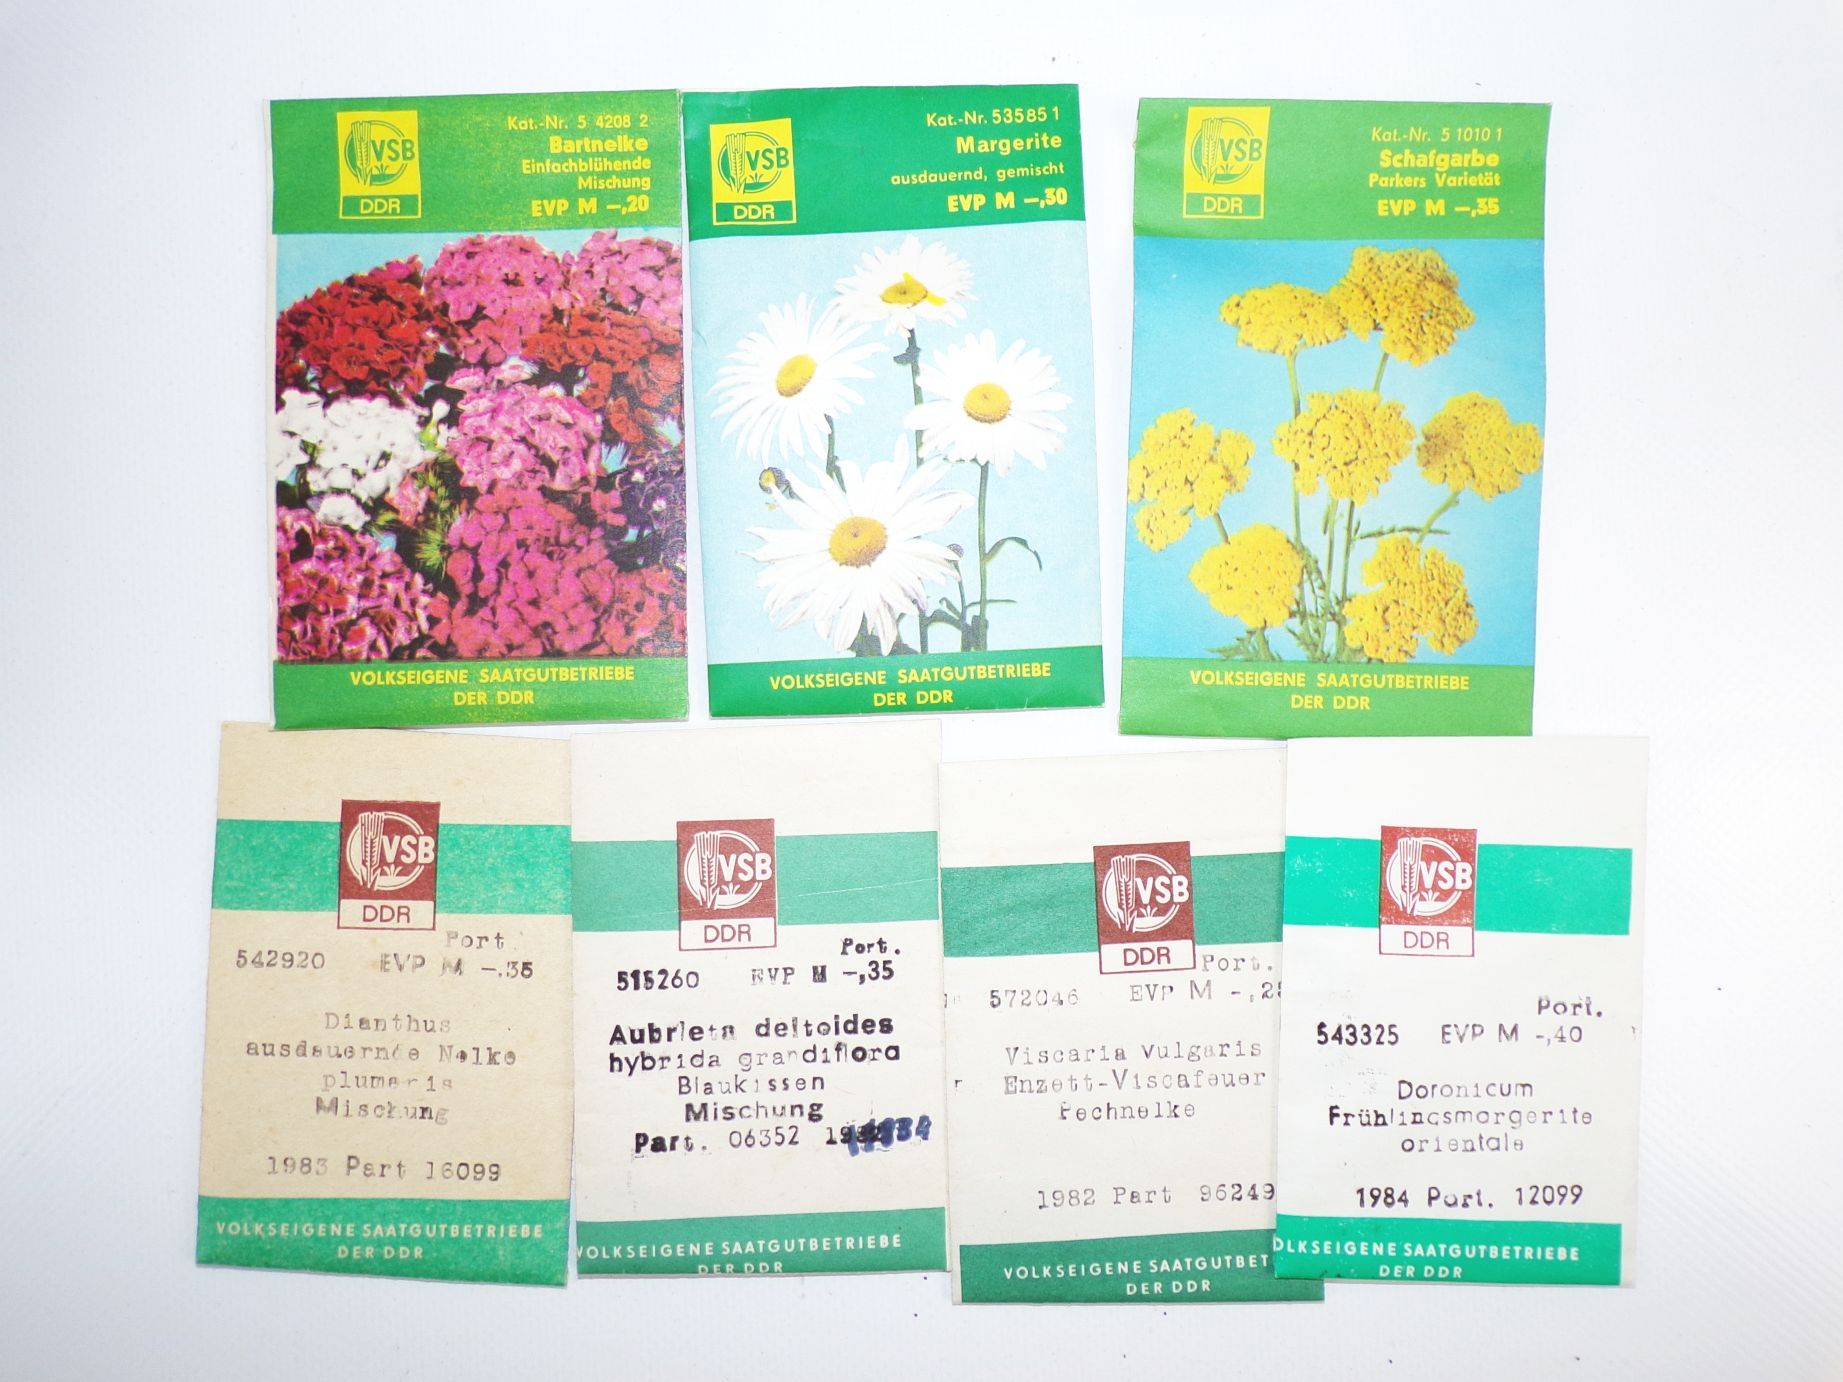 VSB
DDR
Kat.-Nr. 5 4208 2
Bartnelke
Einfachblühende
Mischung
EVP M -,20
VOLKSEIGENE SAATGUTBETRIEBE
DER DDR
VSB
DDR
Kat.-Nr. 53585 1
Margerite
ausdauernd, gemischt
EVP M -,30
VOLKSEIGENE SAATGUTBETRIEBE
DER DDR
VSB
DDR
Kat.-Nr. 5 1010 1
Schafgarbe
Parkers Varietät
EVP M -,35
VOLKSEIGENE SAATGUTBETRIEBE
DER DDR
VSB
DDR
Port.
542920 EVP M -.35
Dianthus
ausdauernde Nelke
plumaris
Mischung
1983 Part 16099
VOLKSEIGENE SAATGUTBETRIEBE
DER DDR
VSB
DDR
Port.
515260 EVP M -,35
Aubrieta deltoides
hybrida grandiflora
Blaukissen
Mischung
Part. 06352
VOLKSEIGENE SAATGUTBETRIEBE
DER DDR
VSB
DDR
Port.
572046 EVP M -,25
Viscaria vulgaris
Enzett-Viscafeuer
Pechnelke
1982 Part 96249
VOLKSEIGENE SAATGUTBET
DER DDR
VSB
DDR
Port.
543325 EVP M -,40
Doronicum
Frühlingsmargerite
orientale
1984 Part. 12099
OLKSEIGENE SAATGUTBETRIEBE
DER DDR